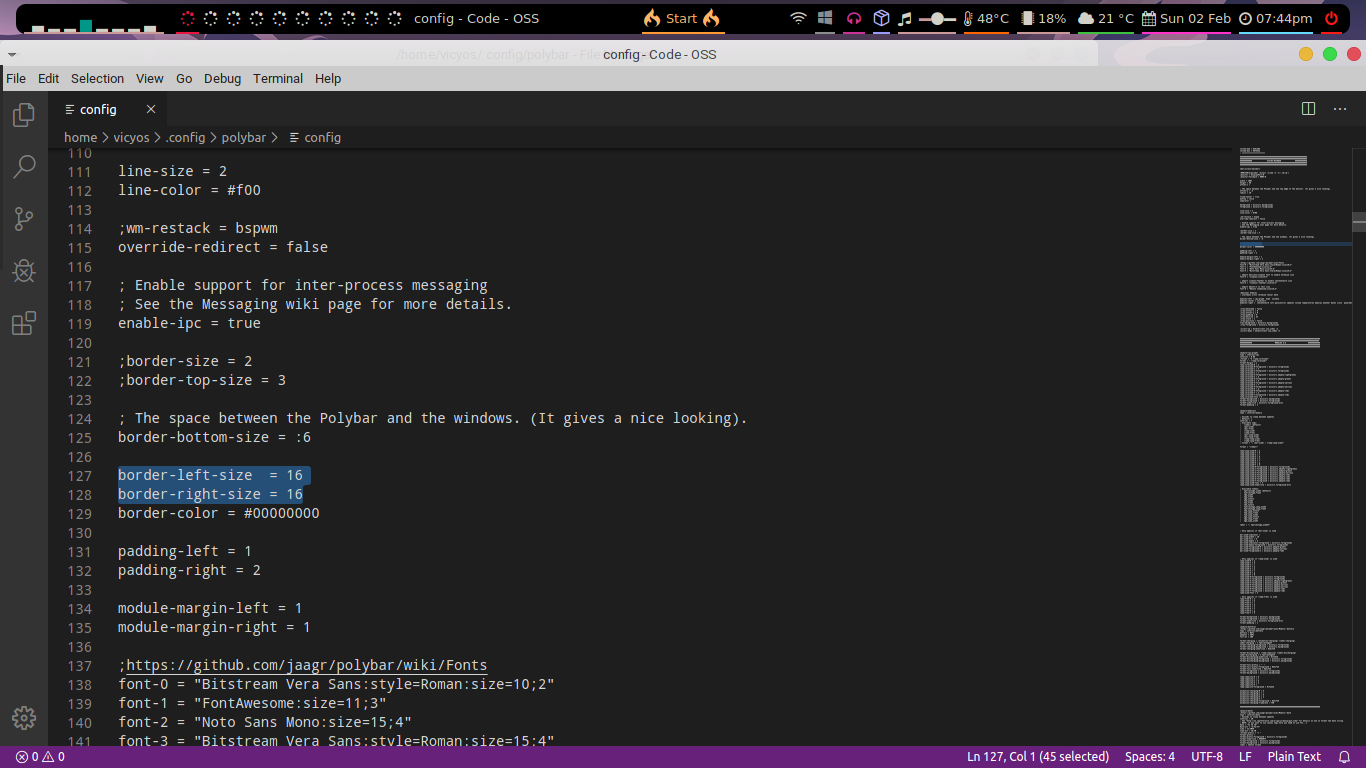 config - Code - OSS
Start
48°C
18%
21 °C
Sun 02 Feb
07:44pm
/home/vicyos/.config/polybar - File
config - Code - OSS
File Edit Selection View Go Debug Terminal Help
config
home > vicyos > .config > polybar > config
110
111 line-size = 2
112 line-color = #f00
113
114 ;wm-restack = bspwm
115 override-redirect = false
116
117 ; Enable support for inter-process messaging
118 ; See the Messaging wiki page for more details.
119 enable-ipc = true
120
121 ;border-size = 2
122 ;border-top-size = 3
123
124 ; The space between the Polybar and the windows. (It gives a nice looking).
125 border-bottom-size = :6
126
127 border-left-size  = 16
128 border-right-size = 16
129 border-color = #00000000
130
131 padding-left = 1
132 padding-right = 2
133
134 module-margin-left = 1
135 module-margin-right = 1
136
137 ;https://github.com/jaagr/polybar/wiki/Fonts
138 font-0 = "Bitstream Vera Sans:style=Roman:size=10;2"
139 font-1 = "FontAwesome:size=11;3"
140 font-2 = "Noto Sans Mono:size=15;4"
141 font-3 = "Bitstream Vera Sans:style=Roman:size=15;4"
0 0
Ln 127, Col 1 (45 selected) Spaces: 4 UTF-8 LF Plain Text